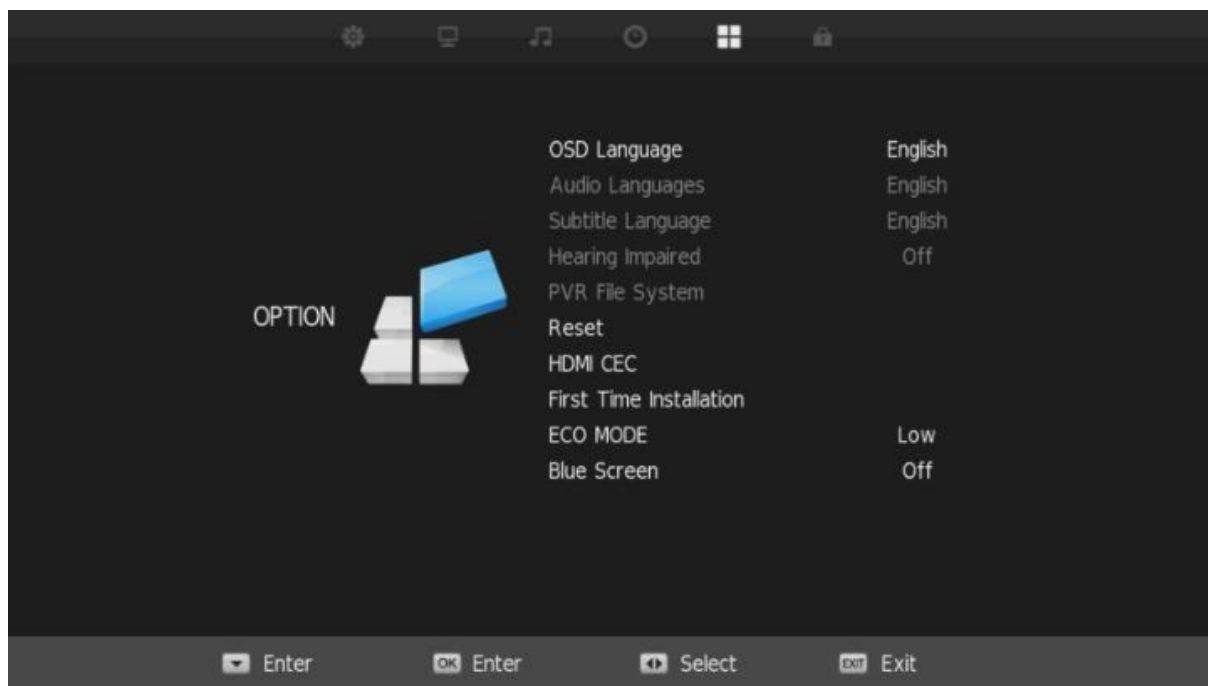 OSD Language English
Audio Languages English
Subtitle Language English
Hearing Impaired Off
PVR File System
OPTION
Reset
HDMI CEC
First Time Installation
ECO MODE Low
Blue Screen Off
Enter OK Enter Select EXIT Exit